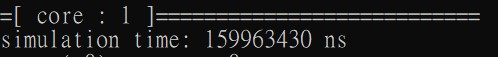 =[ core : 1 ]===========================
simulation time: 159963430 ns